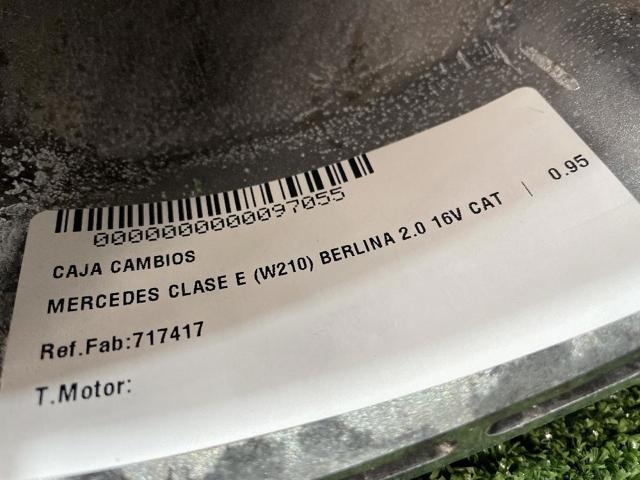 0000000000097055
CAJA CAMBIOS
MERCEDES CLASE E (W210) BERLINA 2.0 16V CAT | 0.95
Ref.Fab:717417
T.Motor: